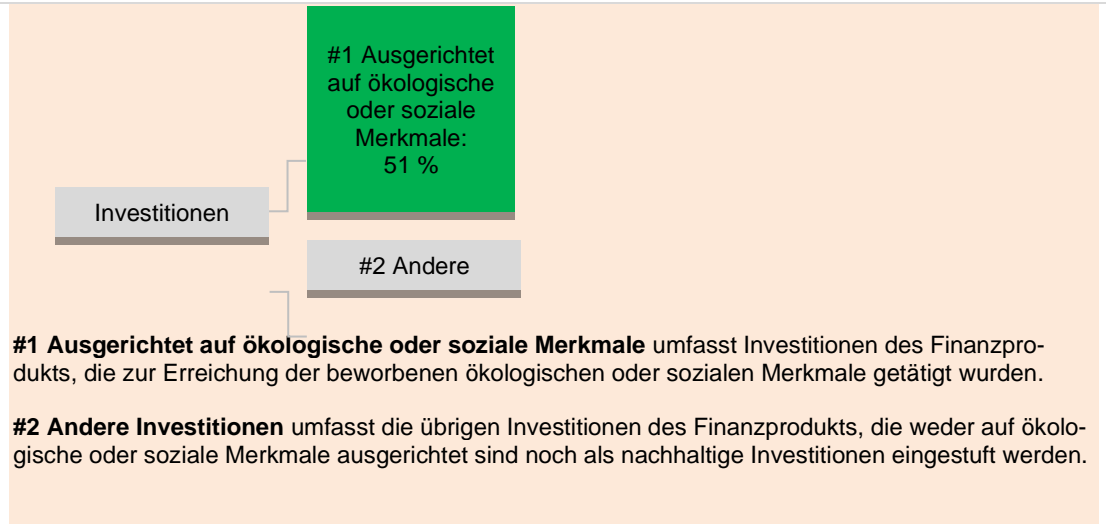 #1 Ausgerichtet
auf ökologische
oder soziale
Merkmale:
51 %
Investitionen
#2 Andere
#1 Ausgerichtet auf ökologische oder soziale Merkmale umfasst Investitionen des Finanzpro-
dukts, die zur Erreichung der beworbenen ökologischen oder sozialen Merkmale getätigt wurden.
#2 Andere Investitionen umfasst die übrigen Investitionen des Finanzprodukts, die weder auf ökolo-
gische oder soziale Merkmale ausgerichtet sind noch als nachhaltige Investitionen eingestuft werden.